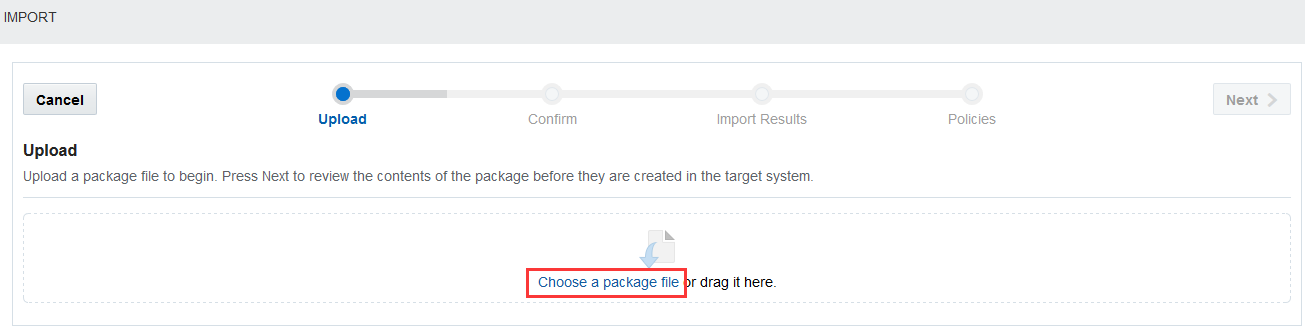 IMPORT
Cancel
Next
Upload
Confirm
Import Results
Policies
Upload
Upload a package file to begin. Press Next to review the contents of the package before they are created in the target system.
Choose a package file or drag it here.